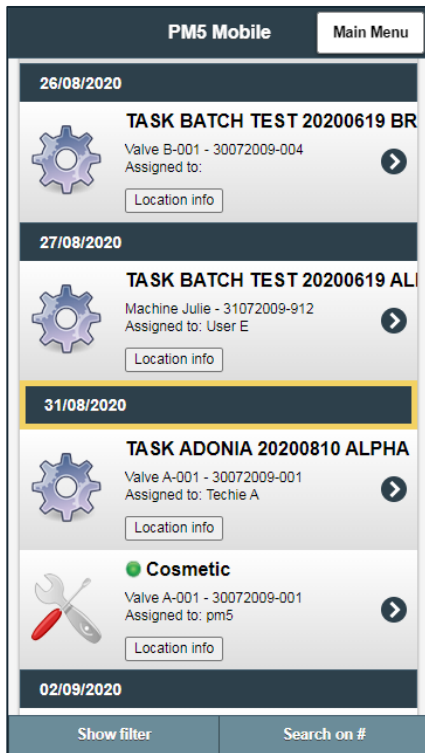 PM5 Mobile
Main Menu
26/08/2020
TASK BATCH TEST 20200619 BR
Valve B-001 - 30072009-004
Assigned to:
Location info
27/08/2020
TASK BATCH TEST 20200619 AL
Machine Julie - 31072009-912
Assigned to: User E
Location info
31/08/2020
TASK ADONIA 20200810 ALPHA
Valve A-001 - 30072009-001
Assigned to: Techie A
Location info
Cosmetic
Valve A-001 - 30072009-001
Assigned to: pm5
Location info
02/09/2020
Show filter
Search on #